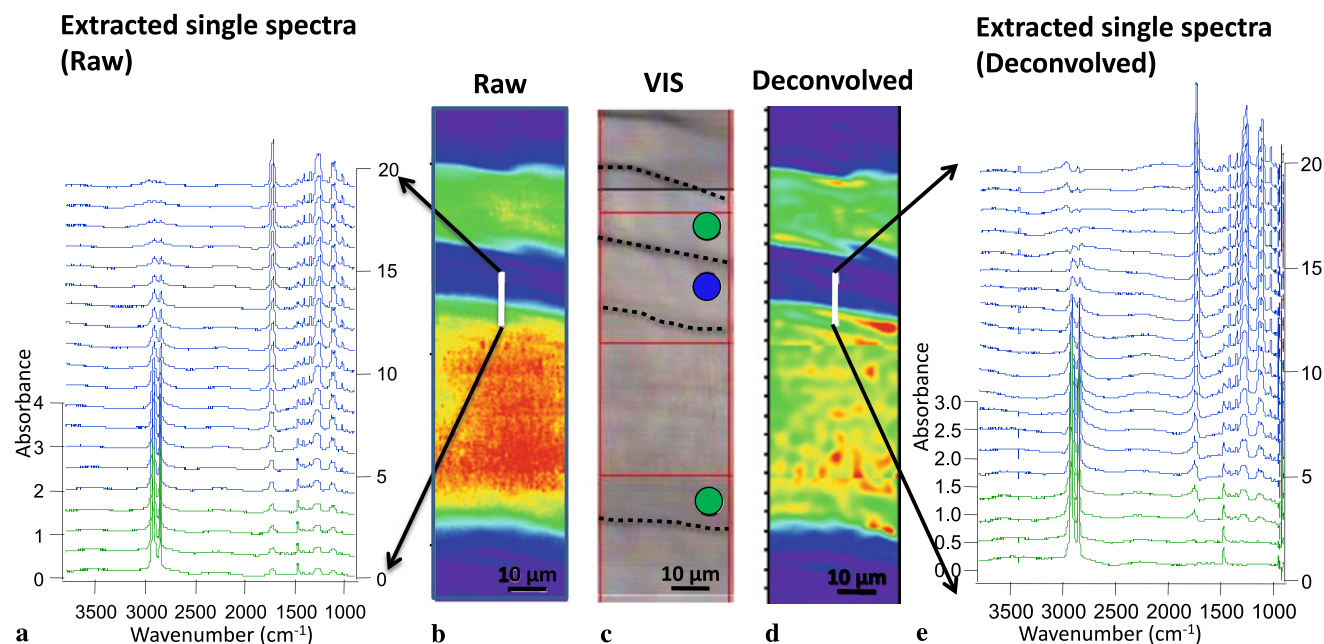 Extracted single spectra
(Raw)
Raw
VIS
Deconvolved
Extracted single spectra
(Deconvolved)
Absorbance
4
3
2
1
0
20
15
10
5
0
3500 3000 2500 2000 1500 1000
Wavenumber (cm-1)
10 µm
10 µm
10 µm
Absorbance
3.0
2.5
2.0
1.5
1.0
0.5
0.0
20
15
10
5
0
3500 3000 2500 2000 1500 1000
Wavenumber (cm-1)
a
b
c
d
e